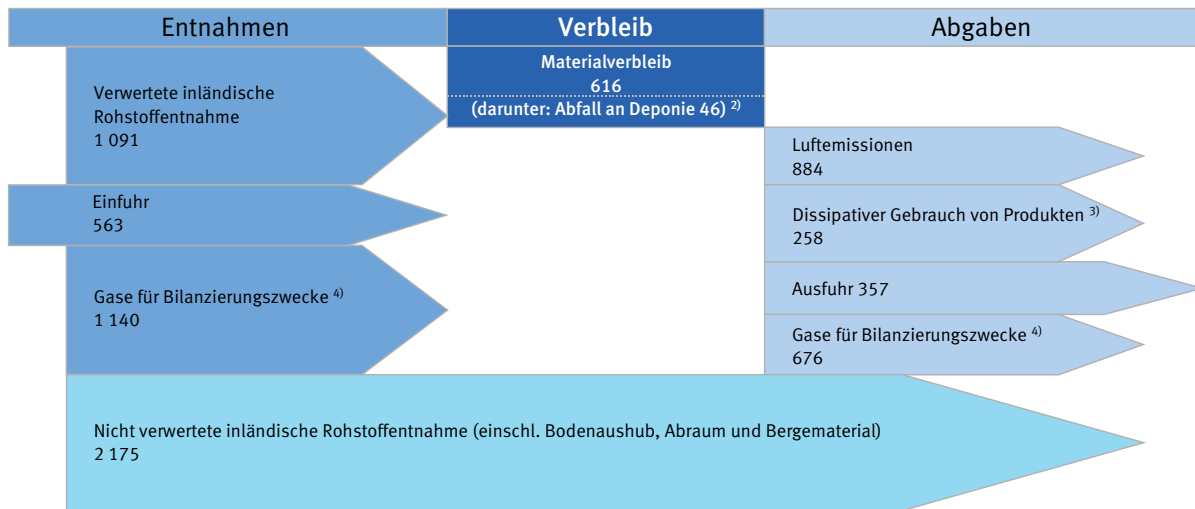 Entnahmen
Verbleib
Abgaben
Verwertete inländische
Rohstoffentnahme
1 091
Einfuhr
563
Gase für Bilanzierungszwecke 4)
1 140
Materialverbleib
616
(darunter: Abfall an Deponie 46) 2)
Luftemissionen
884
Dissipativer Gebrauch von Produkten 3)
258
Ausfuhr 357
Gase für Bilanzierungszwecke 4)
676
Nicht verwertete inländische Rohstoffentnahme (einschl. Bodenaushub, Abraum und Bergematerial)
2 175